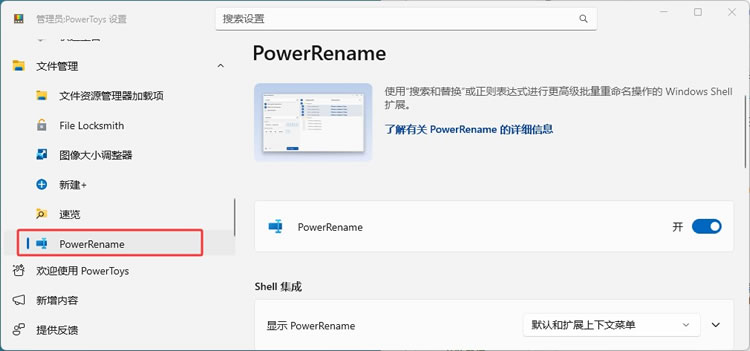 管理员:PowerToys 设置
搜索设置
文件管理
文件资源管理器加载项
File Locksmith
图像大小调整器
新建+
速览
PowerRename
欢迎使用 PowerToys
新增内容
提供反馈
PowerRename
使用“搜索和替换”或正则表达式进行更高级批量重命名操作的 Windows Shell
扩展。
了解有关 PowerRename 的详细信息
PowerRename
开
Shell 集成
显示 PowerRename
默认和扩展上下文菜单